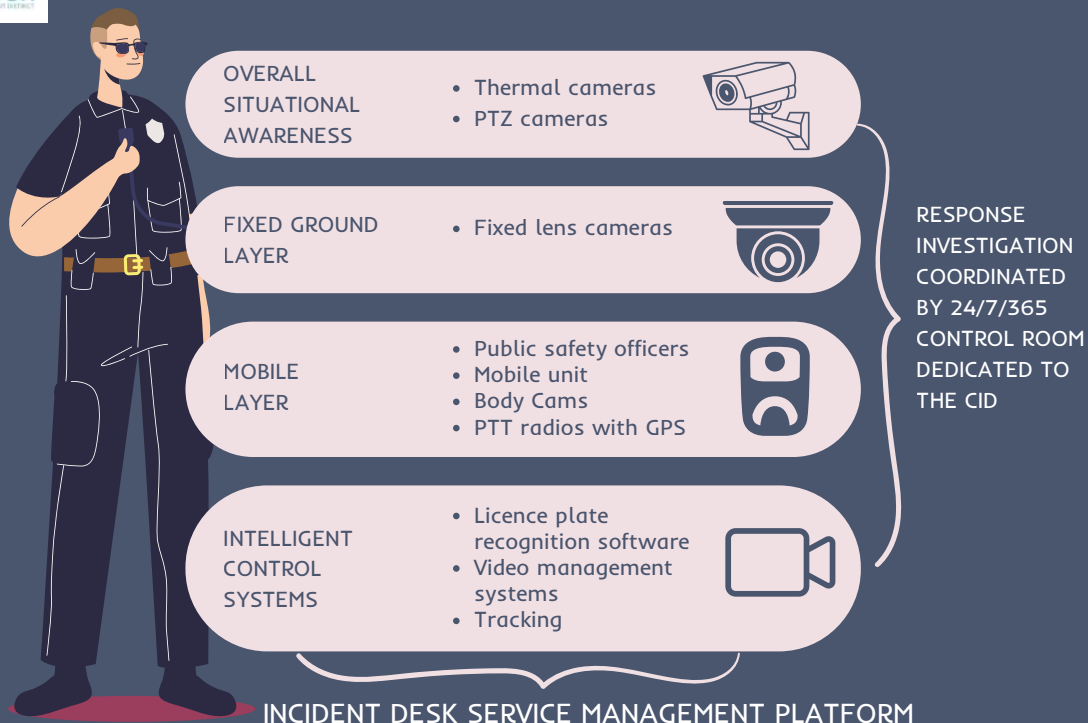 OVERALL
SITUATIONAL
AWARENESS
• Thermal cameras
• PTZ cameras
FIXED GROUND
LAYER
• Fixed lens cameras
MOBILE
LAYER
• Public safety officers
• Mobile unit
• Body Cams
• PTT radios with GPS
INTELLIGENT
CONTROL
SYSTEMS
• Licence plate
recognition software
• Video management
systems
• Tracking
RESPONSE
INVESTIGATION
COORDINATED
BY 24/7/365
CONTROL ROOM
DEDICATED TO
THE CID
INCIDENT DESK SERVICE MANAGEMENT PLATFORM